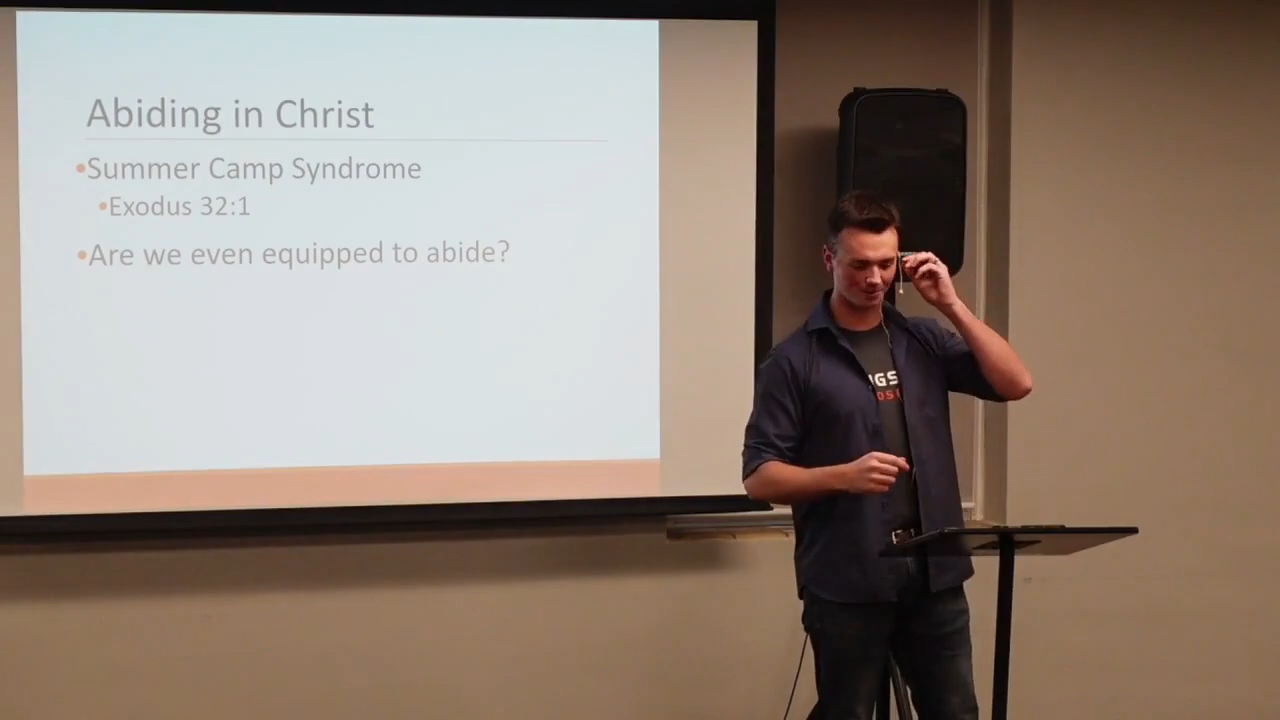 Abiding in Christ
•Summer Camp Syndrome
•Exodus 32:1
•Are we even equipped to abide?